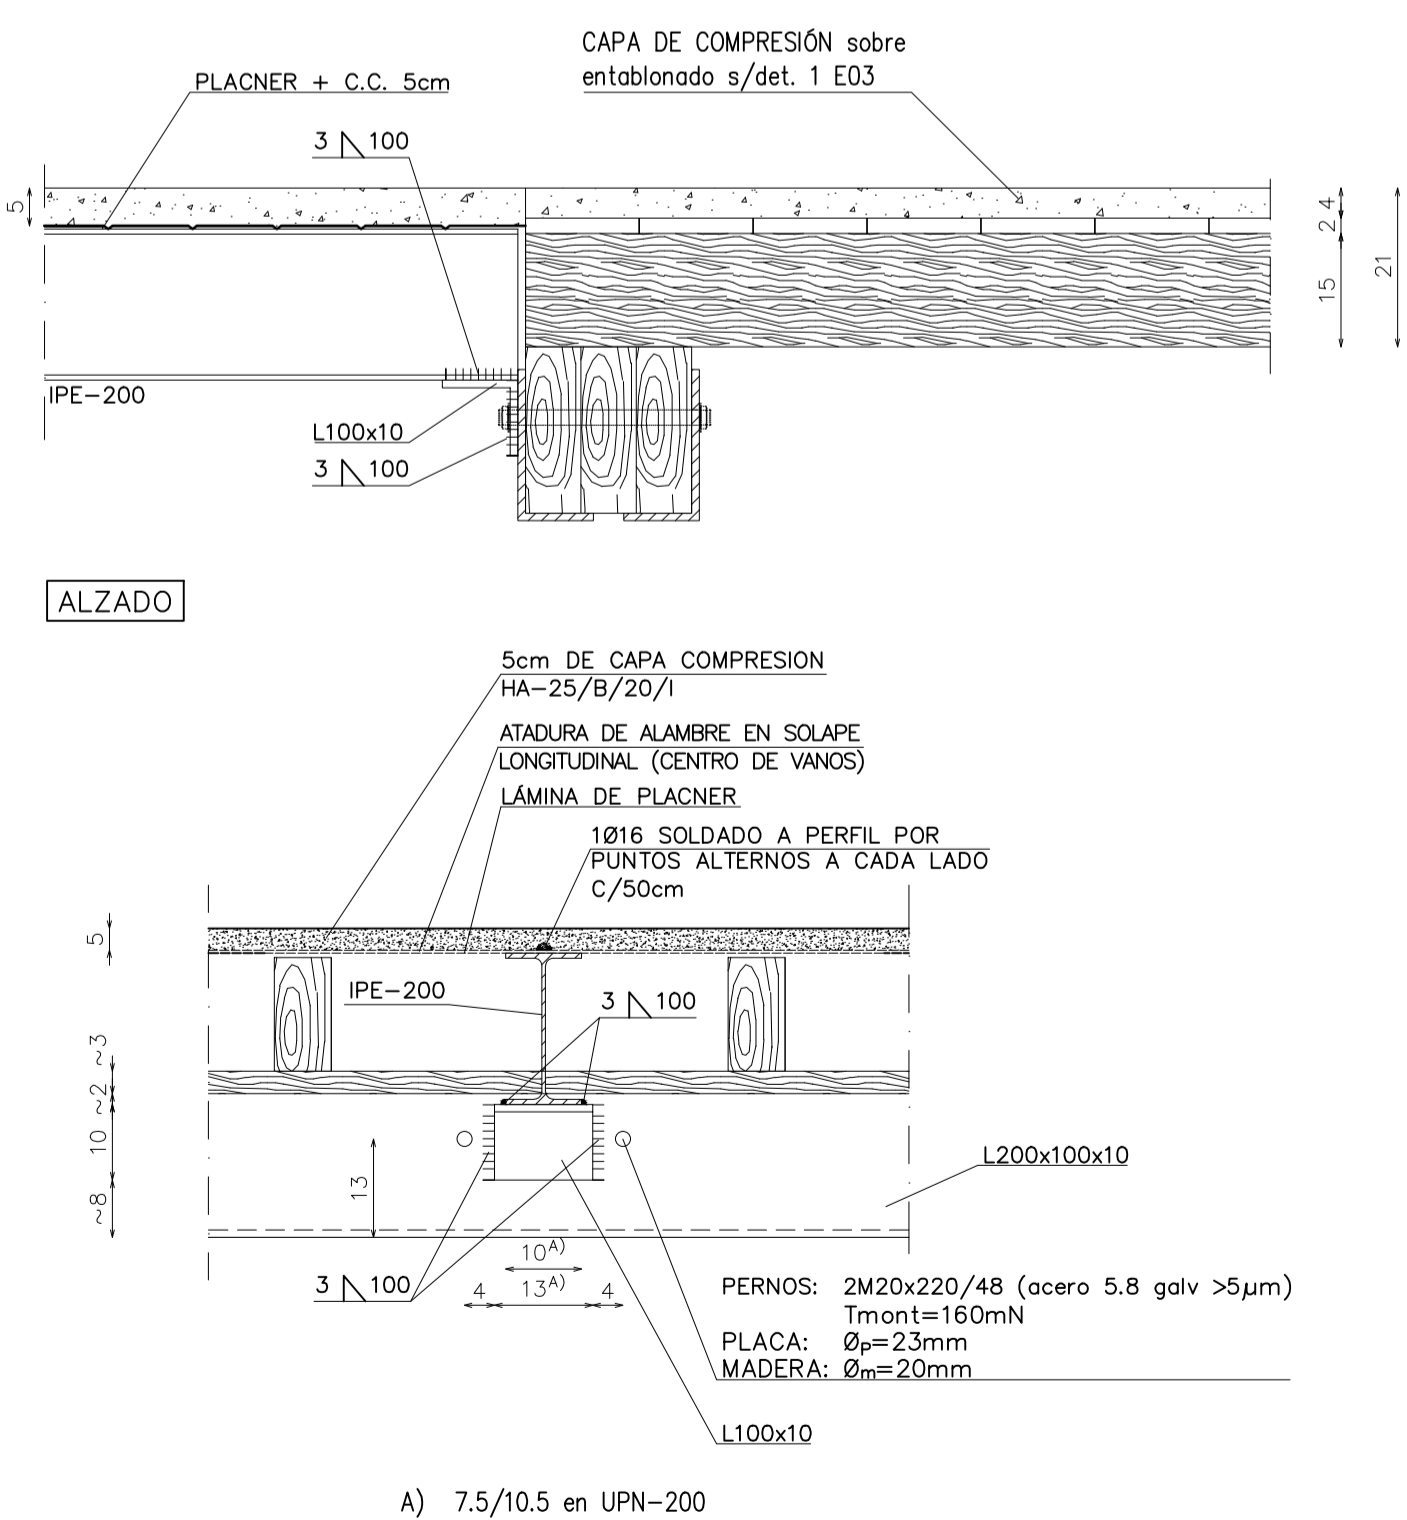 CAPA DE COMPRESIÓN sobre
entablonado s/det. 1 E03
PLACNER + C.C. 5cm
3 100
5
2 4
15
21
IPE-200
L100x10
3 100
ALZADO
5cm DE CAPA COMPRESION
HA-25/B/20/I
ATADURA DE ALAMBRE EN SOLAPE
LONGITUDINAL (CENTRO DE VANOS)
LÁMINA DE PLACNER
1Ø16 SOLDADO A PERFIL POR
PUNTOS ALTERNOS A CADA LADO
C/50cm
5
IPE-200
3 100
~3
~2
10
~8
13
L200x100x10
10A)
3 100
4 13A) 4
PERNOS: 2M20x220/48 (acero 5.8 galv >5µm)
Tmont=160mN
PLACA: Øp=23mm
MADERA: Øm=20mm
L100x10
A) 7.5/10.5 en UPN-200